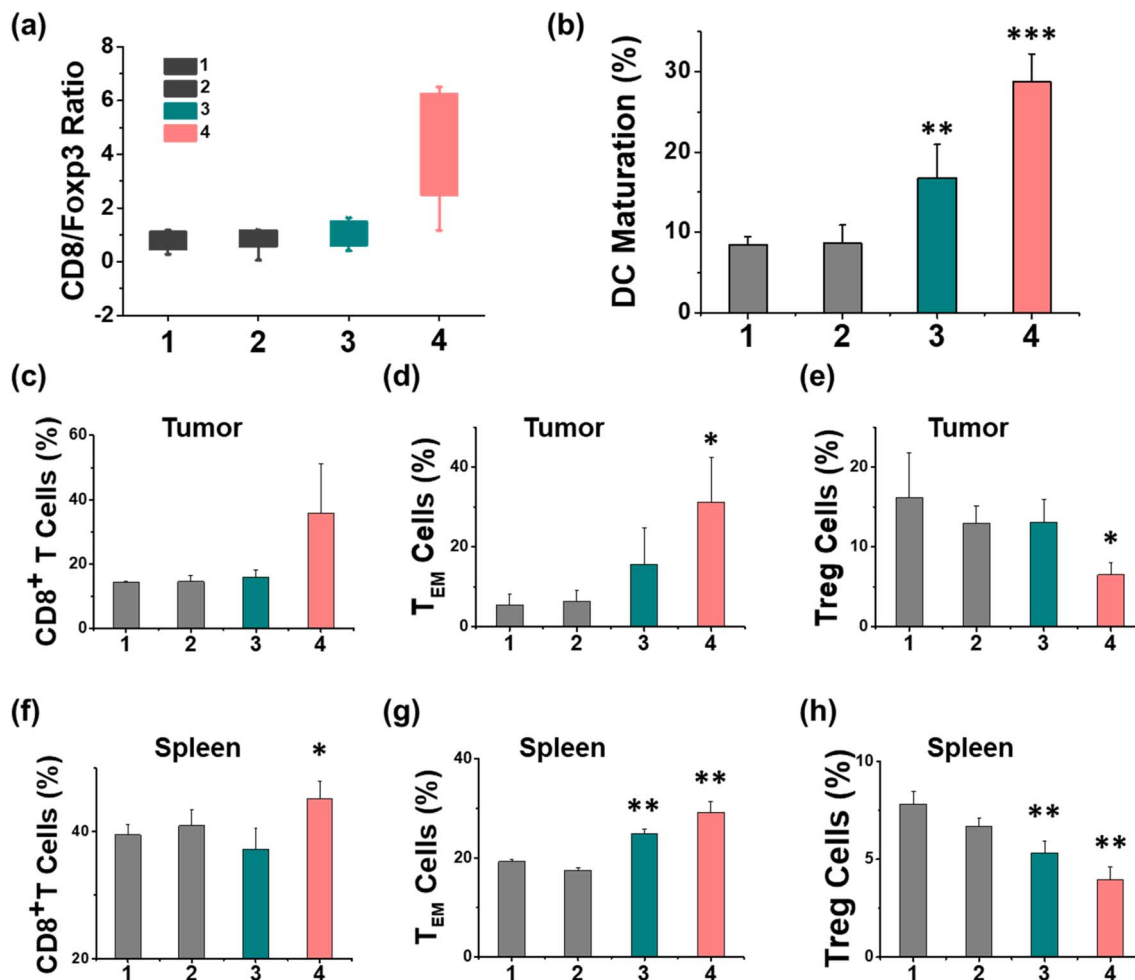 (a)
8
6
4
2
0
-2
CD8/Foxp3 Ratio
1
2
3
4
1 2 3 4
(b)
30
20
10
0
DC Maturation (%)
**
***
1 2 3 4
(c)
Tumor
60
40
20
0
CD8+ T Cells (%)
1 2 3 4
(d)
Tumor
40
20
0
TEM Cells (%)
*
1 2 3 4
(e)
Tumor
20
10
0
Treg Cells (%)
*
1 2 3 4
(f)
Spleen
40
20
CD8+T Cells (%)
*
1 2 3 4
(g)
Spleen
40
20
0
TEM Cells (%)
**
**
1 2 3 4
(h)
Spleen
10
5
0
Treg Cells (%)
**
**
1 2 3 4